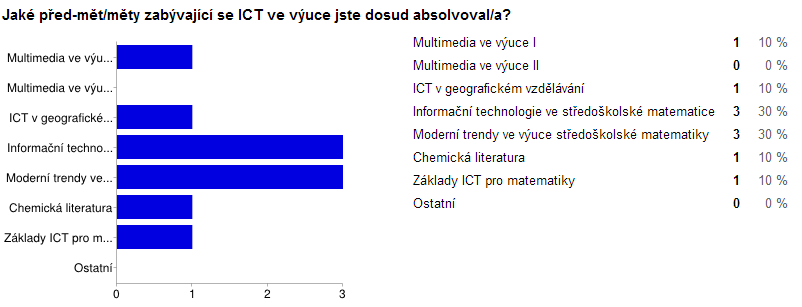 Jaké před-mět/měty zabývající se ICT ve výuce jste dosud absolvoval/a?
Multimedia ve výu...
Multimedia ve výu...
ICT v geografické...
Informační techno...
Moderní trendy ve...
Chemická literatura
Základy ICT pro m...
Ostatní
0 1 2 3
Multimedia ve výuce I 1 10 %
Multimedia ve výuce II 0 0 %
ICT v geografickém vzdělávání 1 10 %
Informační technologie ve středoškolské matematice 3 30 %
Moderní trendy ve výuce středoškolské matematiky 3 30 %
Chemická literatura 1 10 %
Základy ICT pro matematiky 1 10 %
Ostatní 0 0 %